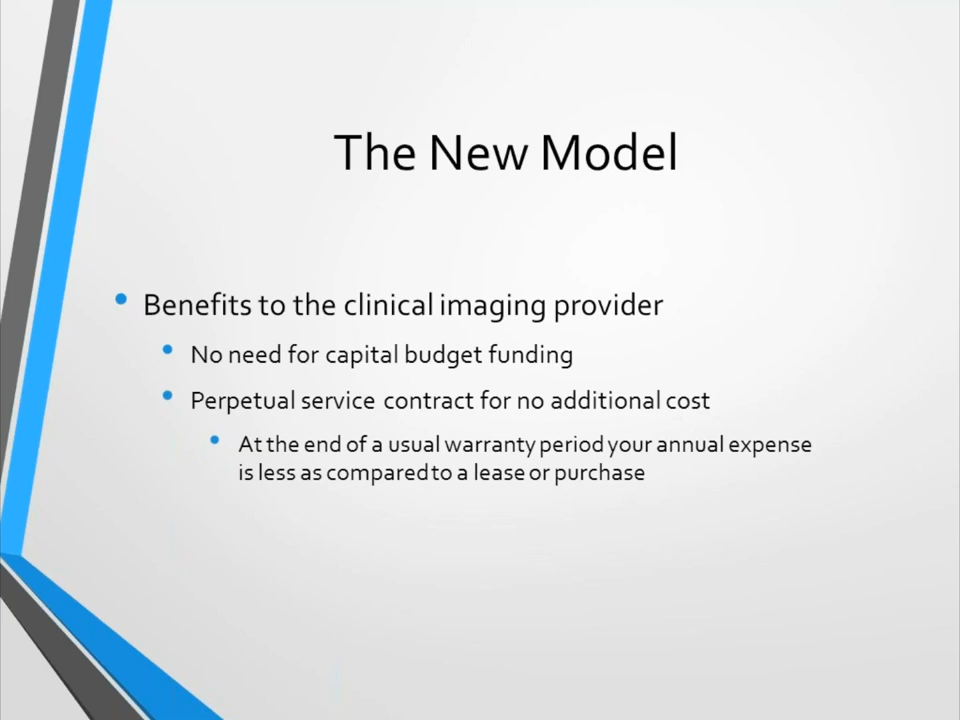 The New Model
Benefits to the clinical imaging provider
No need for capital budget funding
Perpetual service contract for no additional cost
At the end of a usual warranty period your annual expense
is less as compared to a lease or purchase